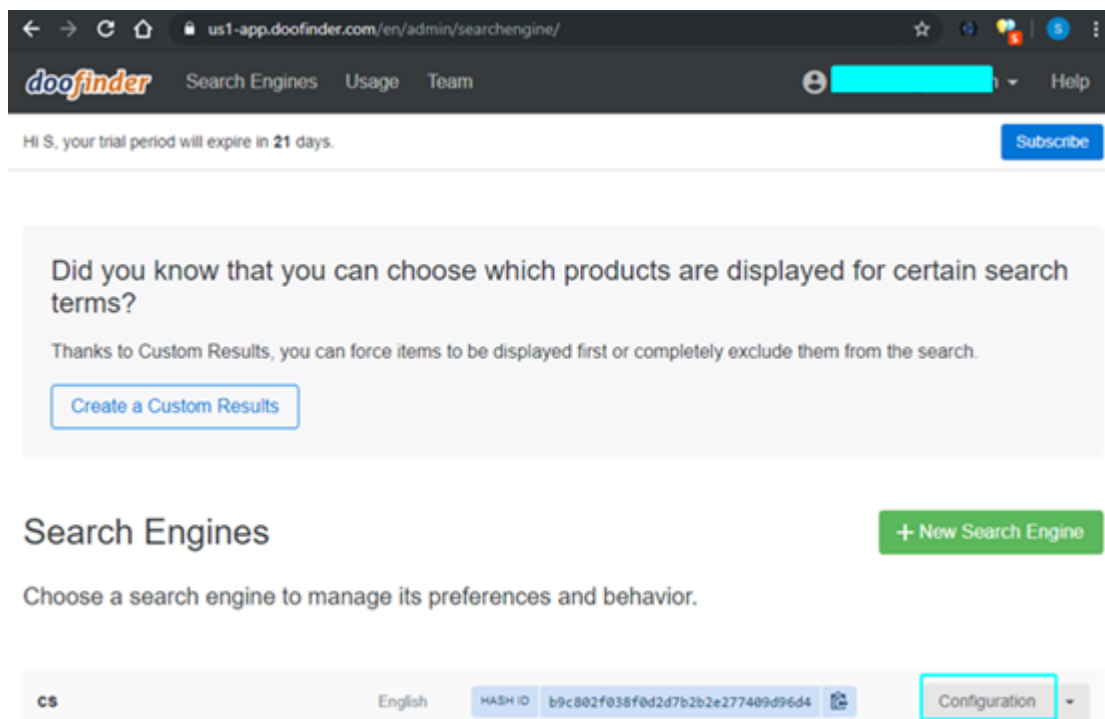 us1-app.doofinder.com/en/admin/searchengine/
S
S
doofinder Search Engines Usage Team Help
Hi S, your trial period will expire in 21 days. Subscribe
Did you know that you can choose which products are displayed for certain search
terms?
Thanks to Custom Results, you can force items to be displayed first or completely exclude them from the search.
Create a Custom Results
Search Engines + New Search Engine
Choose a search engine to manage its preferences and behavior.
cs English HASH ID b9c802f038f0d2d7b2b2e277409d96d4 Configuration